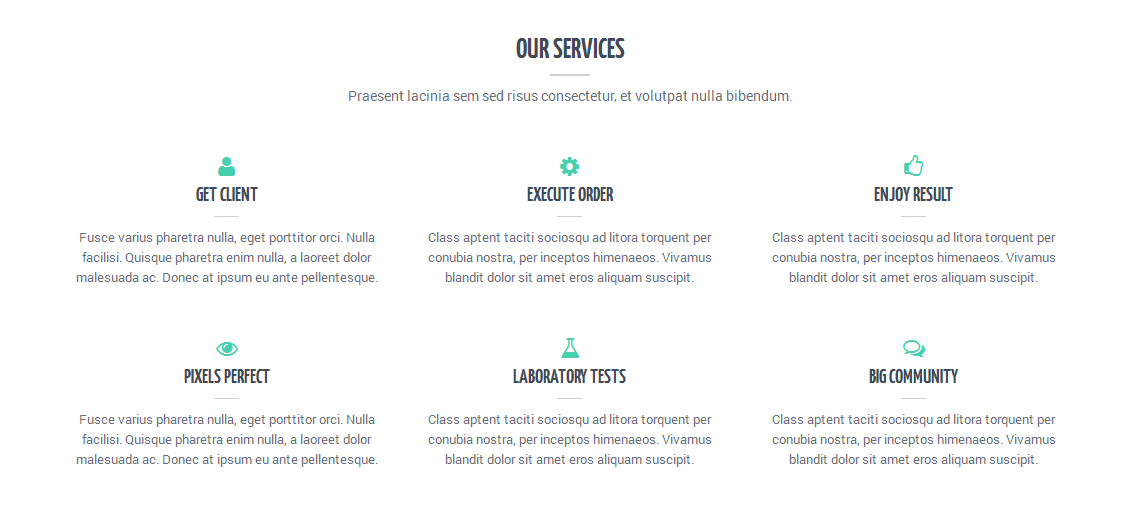 OUR SERVICES
Praesent lacinia sem sed risus consectetur, et volutpat nulla bibendum.
GET CLIENT
Fusce varius pharetra nulla, eget porttitor orci. Nulla
facilisi. Quisque pharetra enim nulla, a laoreet dolor
malesuada ac. Donec at ipsum eu ante pellentesque.
EXECUTE ORDER
Class aptent taciti sociosqu ad litora torquent per
conubia nostra, per inceptos himenaeos. Vivamus
blandit dolor sit amet eros aliquam suscipit.
ENJOY RESULT
Class aptent taciti sociosqu ad litora torquent per
conubia nostra, per inceptos himenaeos. Vivamus
blandit dolor sit amet eros aliquam suscipit.
PIXELS PERFECT
Fusce varius pharetra nulla, eget porttitor orci. Nulla
facilisi. Quisque pharetra enim nulla, a laoreet dolor
malesuada ac. Donec at ipsum eu ante pellentesque.
LABORATORY TESTS
Class aptent taciti sociosqu ad litora torquent per
conubia nostra, per inceptos himenaeos. Vivamus
blandit dolor sit amet eros aliquam suscipit.
BIG COMMUNITY
Class aptent taciti sociosqu ad litora torquent per
conubia nostra, per inceptos himenaeos. Vivamus
blandit dolor sit amet eros aliquam suscipit.